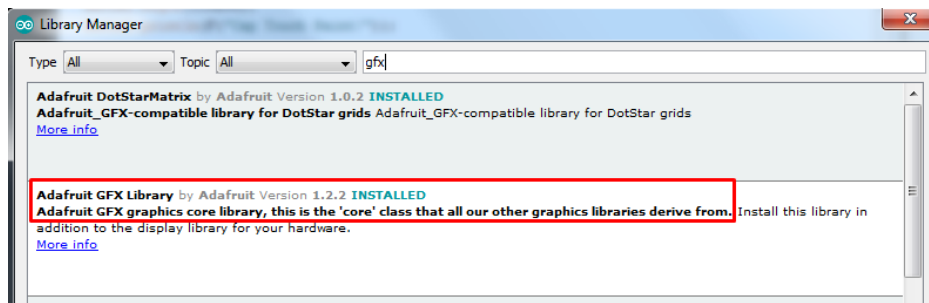 Library Manager
Type All Topic All gfx
Adafruit DotStarMatrix by Adafruit Version 1.0.2 INSTALLED
Adafruit_GFX-compatible library for DotStar grids Adafruit_GFX-compatible library for DotStar grids
More info
Adafruit GFX Library by Adafruit Version 1.2.2 INSTALLED
Adafruit GFX graphics core library, this is the 'core' class that all our other graphics libraries derive from. Install this library in
addition to the display library for your hardware.
More info